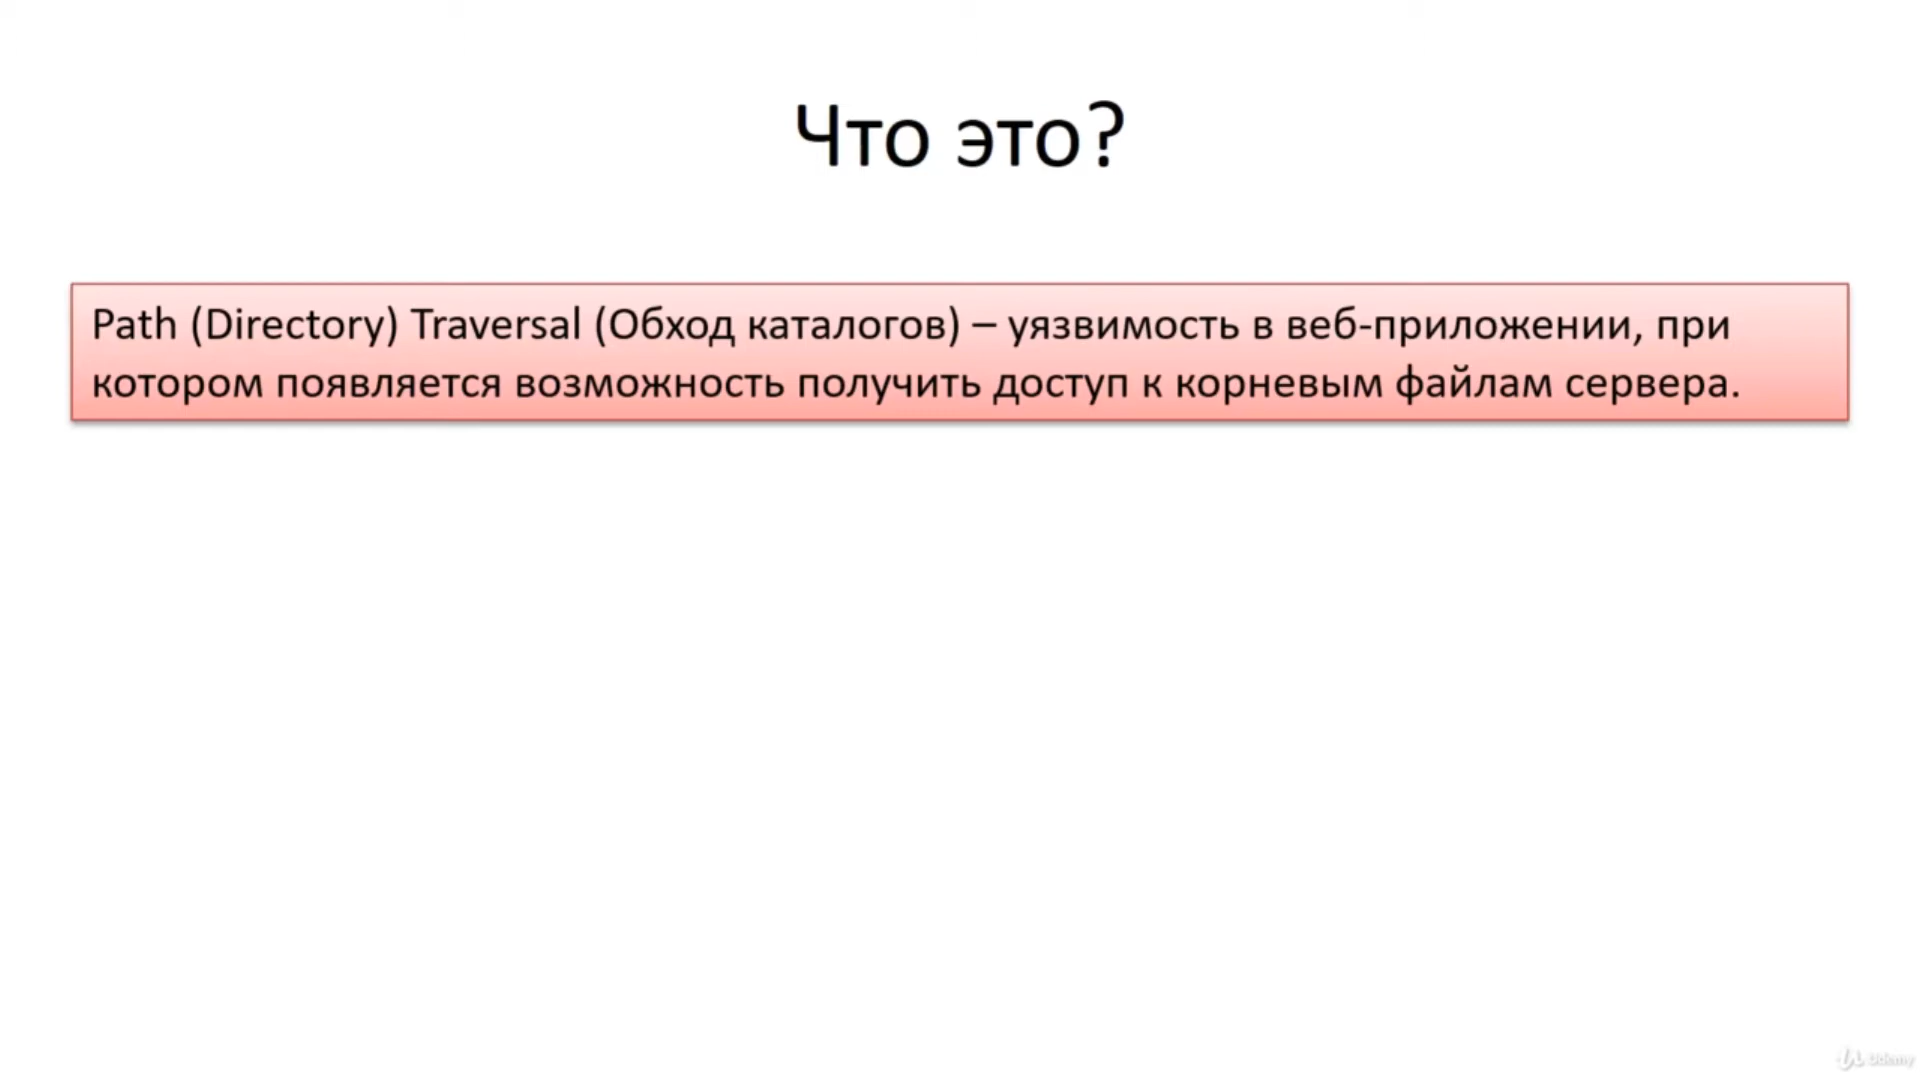 Что это?
Path (Directory) Traversal (Обход каталогов) – уязвимость в веб-приложении, при
котором появляется возможность получить доступ к корневым файлам сервера.
Udemy